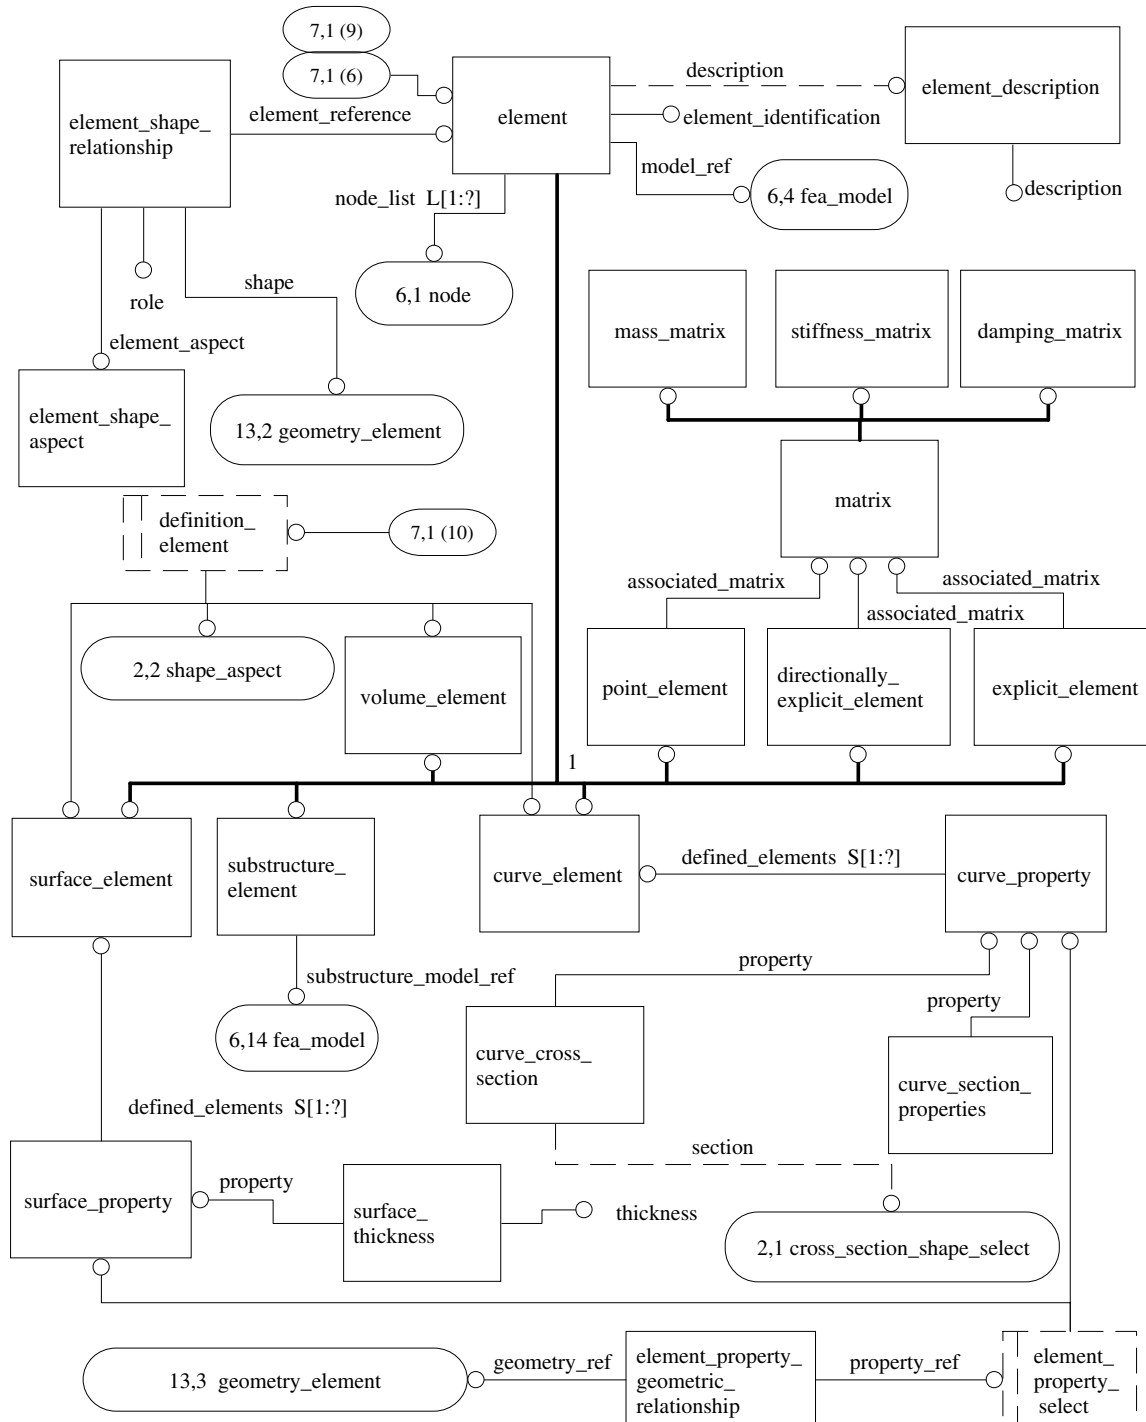 7,1 (9)
7,1 (6)
element_shape_
relationship
element_reference
element
description
element_description
element_identification
model_ref
6,4 fea_model
description
node_list  L[1:?]
6,1 node
role
shape
element_aspect
element_shape_
aspect
13,2 geometry_element
mass_matrix
stiffness_matrix
damping_matrix
matrix
definition_
element
7,1 (10)
associated_matrix
associated_matrix
associated_matrix
2,2 shape_aspect
volume_element
point_element
directionally_
explicit_element
explicit_element
1
surface_element
substructure_
element
curve_element
defined_elements  S[1:?]
curve_property
substructure_model_ref
6,14 fea_model
property
property
curve_cross_
section
curve_section_
properties
defined_elements  S[1:?]
section
surface_property
property
surface_
thickness
thickness
2,1 cross_section_shape_select
13,3  geometry_element
geometry_ref
element_property_
geometric_
relationship
property_ref
element_
property_
select